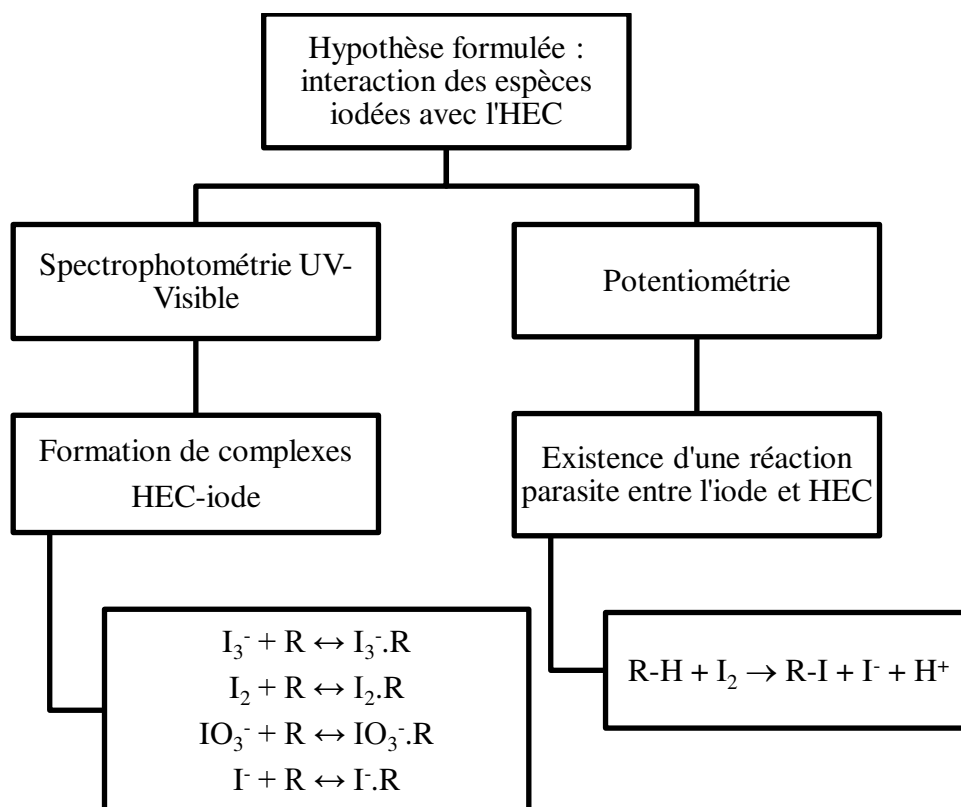 Hypothèse formulée :
interaction des espèces
iodées avec l'HEC
Spectrophotométrie UV-
Visible
Potentiométrie
Formation de complexes
HEC-iode
Existence d'une réaction
parasite entre l'iode et HEC
I₃⁻ + R ↔ I₃⁻.R
I₂ + R ↔ I₂.R
IO₃⁻ + R ↔ IO₃⁻.R
I⁻ + R ↔ I⁻.R
R-H + I₂ → R-I + I⁻ + H⁺